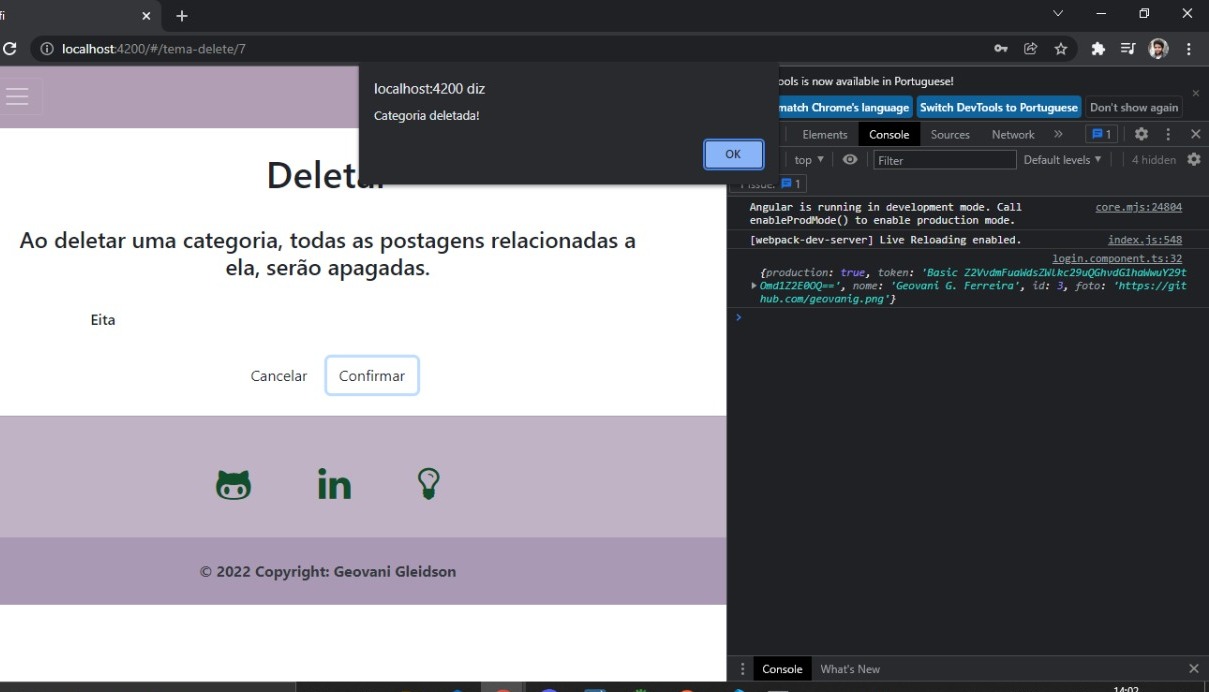 fi
localhost:4200/#/tema-delete/7
localhost:4200 diz
Categoria deletada!
OK
Deletar
Ao deletar uma categoria, todas as postagens relacionadas a
ela, serão apagadas.
Eita
Cancelar Confirmar
in
© 2022 Copyright: Geovani Gleidson
ools is now available in Portuguese!
match Chrome's language Switch DevTools to Portuguese Don't show again
Elements Console Sources Network » 1
top Filter Default levels 4 hidden
1 Issue: 1
Angular is running in development mode. Call core.mjs:24804
enableProdMode() to enable production mode.
[webpack-dev-server] Live Reloading enabled. index.js:548
login.component.ts:32
{production: true, token: 'Basic
nome: 'Geovani G. Ferreira', id: 3, foto: 'https://git
hub.com/geovanig.png'}
Console What's New
14:02